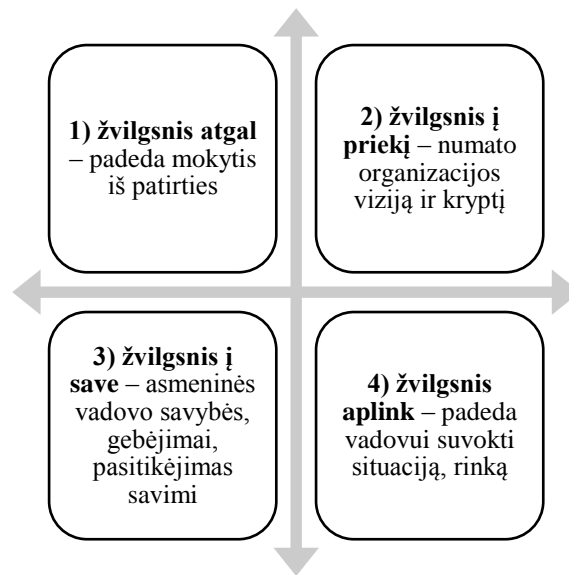 1) žvilgsnis atgal
– padeda mokytis
iš patirties
2) žvilgsnis į
priekį – numato
organizacijos
viziją ir kryptį
3) žvilgsnis į
save – asmeninės
vadovo savybės,
gebėjimai,
pasitikėjimas
savimi
4) žvilgsnis
aplink – padeda
vadovui suvokti
situaciją, rinką